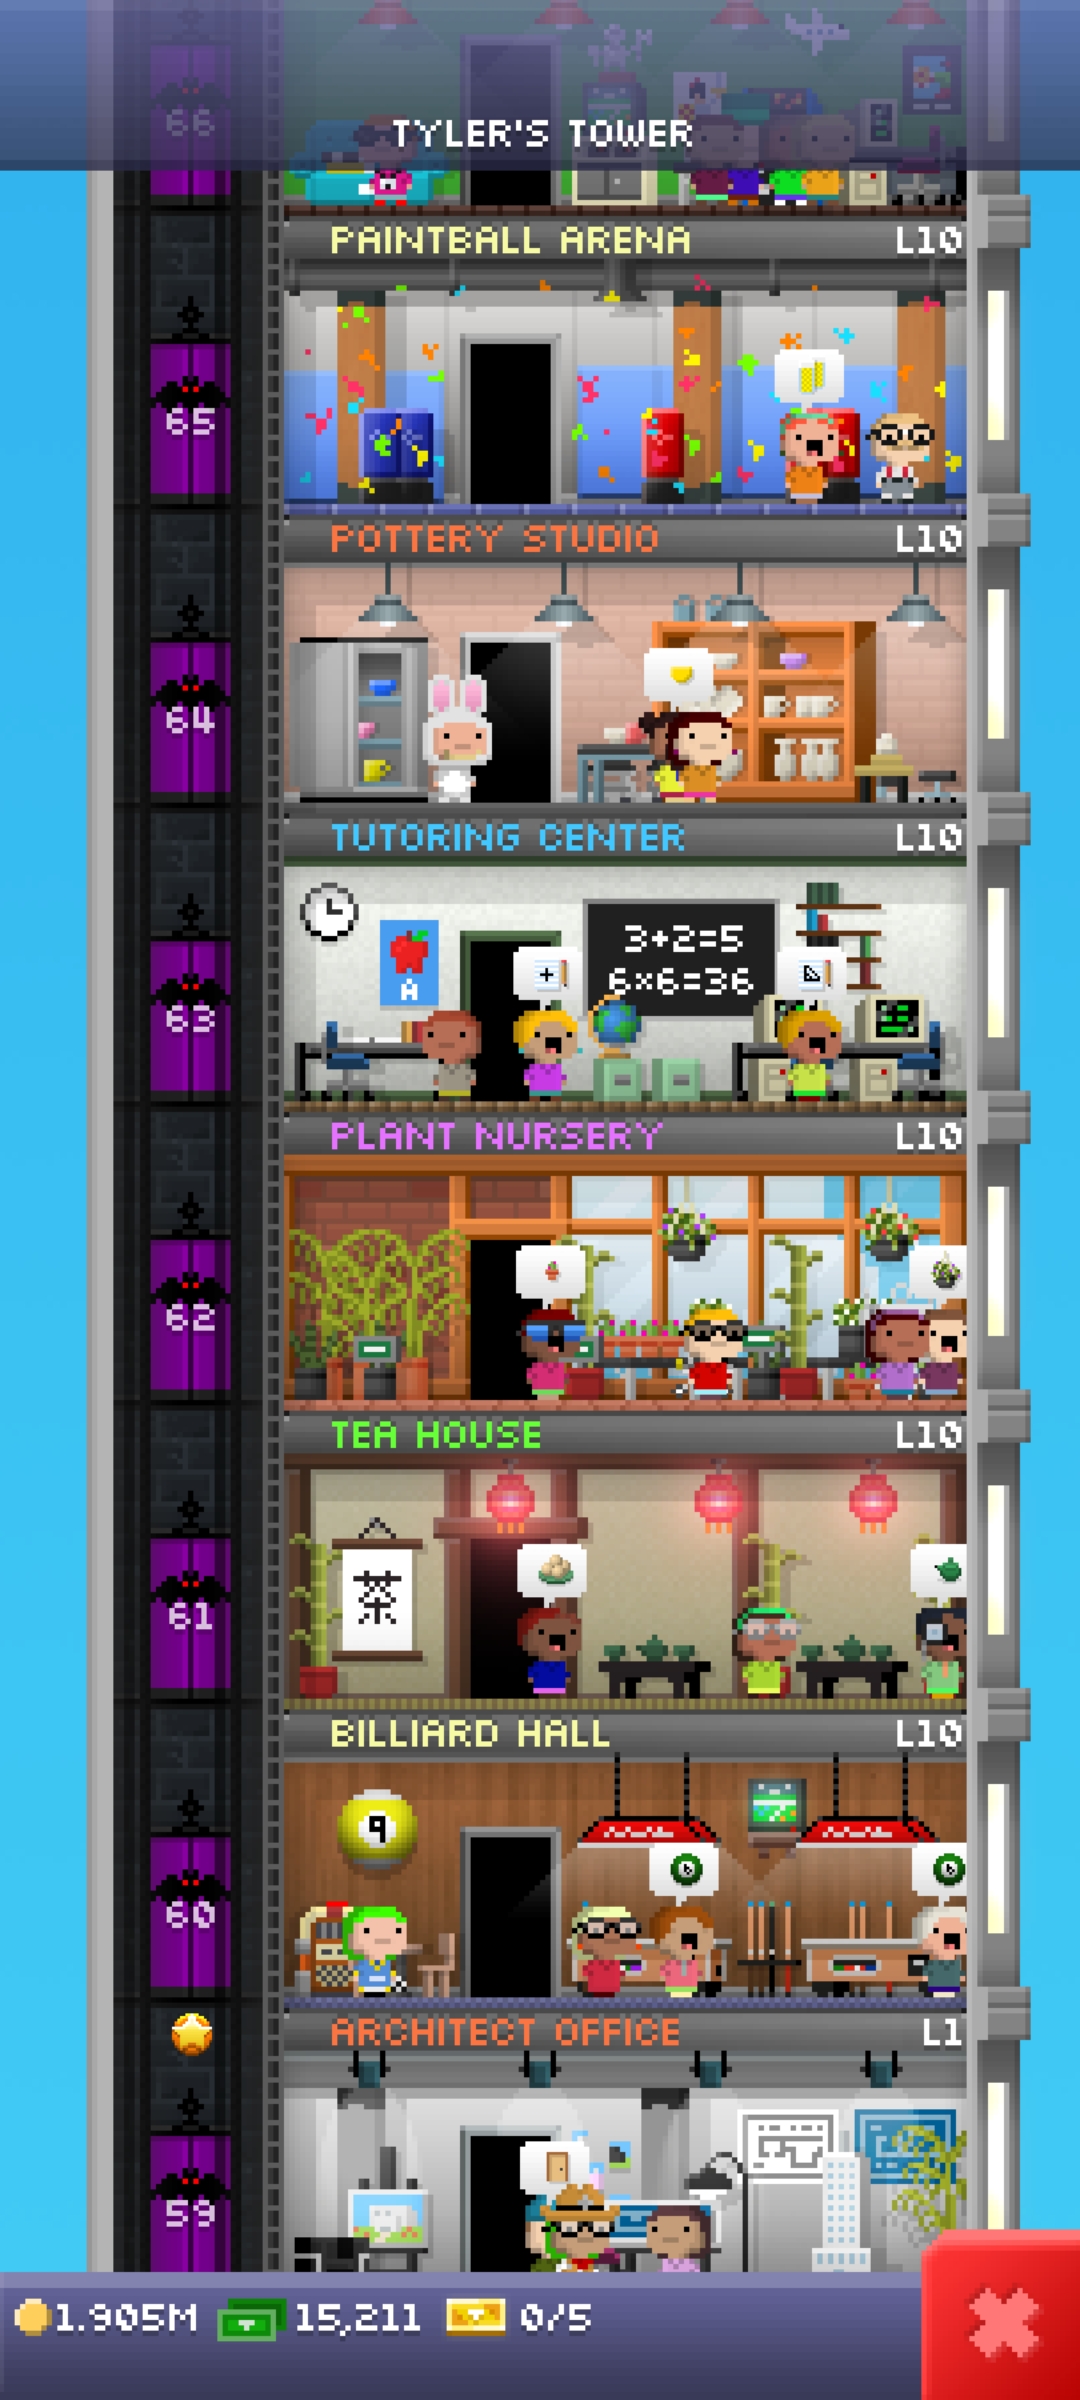 66
TYLER'S TOWER
PAINTBALL ARENA L10
65
POTTERY STUDIO L10
64
TUTORING CENTER L10
3+2=5
6x6=36
A
63
PLANT NURSERY L10
62
TEA HOUSE L10
茶
61
BILLIARD HALL L10
9
60
ARCHITECT OFFICE L1
59
1.905M 15,211 0/5